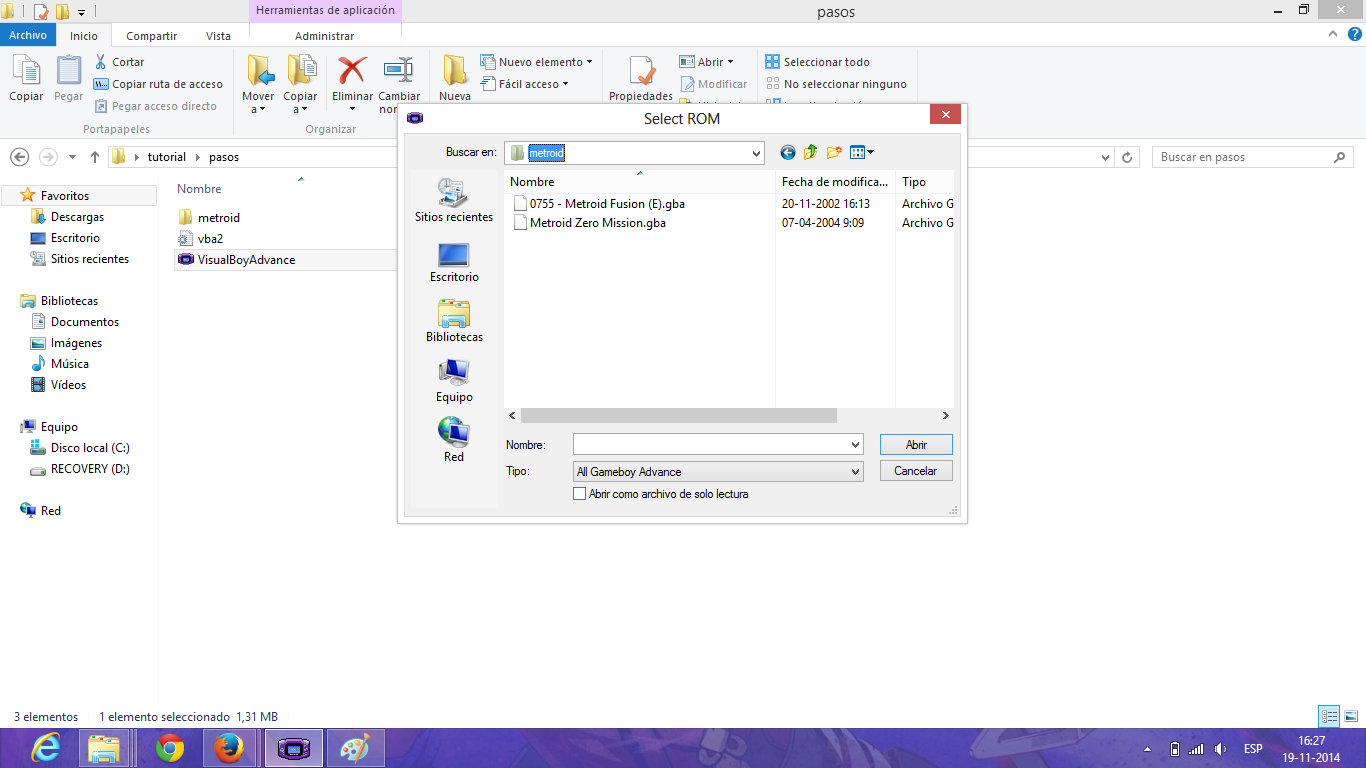 Herramientas de aplicación
pasos
Archivo Inicio Compartir Vista Administrar
Copiar
Pegar
Cortar
Copiar ruta de acceso
Pegar acceso directo
Portapapeles
Mover a
Copiar a
Eliminar
Cambiar
Organizar
Nueva
Nuevo elemento
Fácil acceso
Propiedades
Abrir
Modificar
Seleccionar todo
No seleccionar ninguno
tutorial pasos
Buscar en pasos
Favoritos
Descargas
Escritorio
Sitios recientes
Bibliotecas
Documentos
Imágenes
Música
Vídeos
Equipo
Disco local (C:)
RECOVERY (D:)
Red
Nombre
metroid
vba2
VisualBoyAdvance
Select ROM
Buscar en: metroid
Sitios recientes
Escritorio
Bibliotecas
Equipo
Red
Nombre Fecha de modifica... Tipo
0755 - Metroid Fusion (E).gba 20-11-2002 16:13 Archivo G
Metroid Zero Mission.gba 07-04-2004 9:09 Archivo G
Nombre: Abrir
Tipo: All Gameboy Advance Cancelar
Abrir como archivo de solo lectura
3 elementos 1 elemento seleccionado 1,31 MB
ESP
16:27
19-11-2014